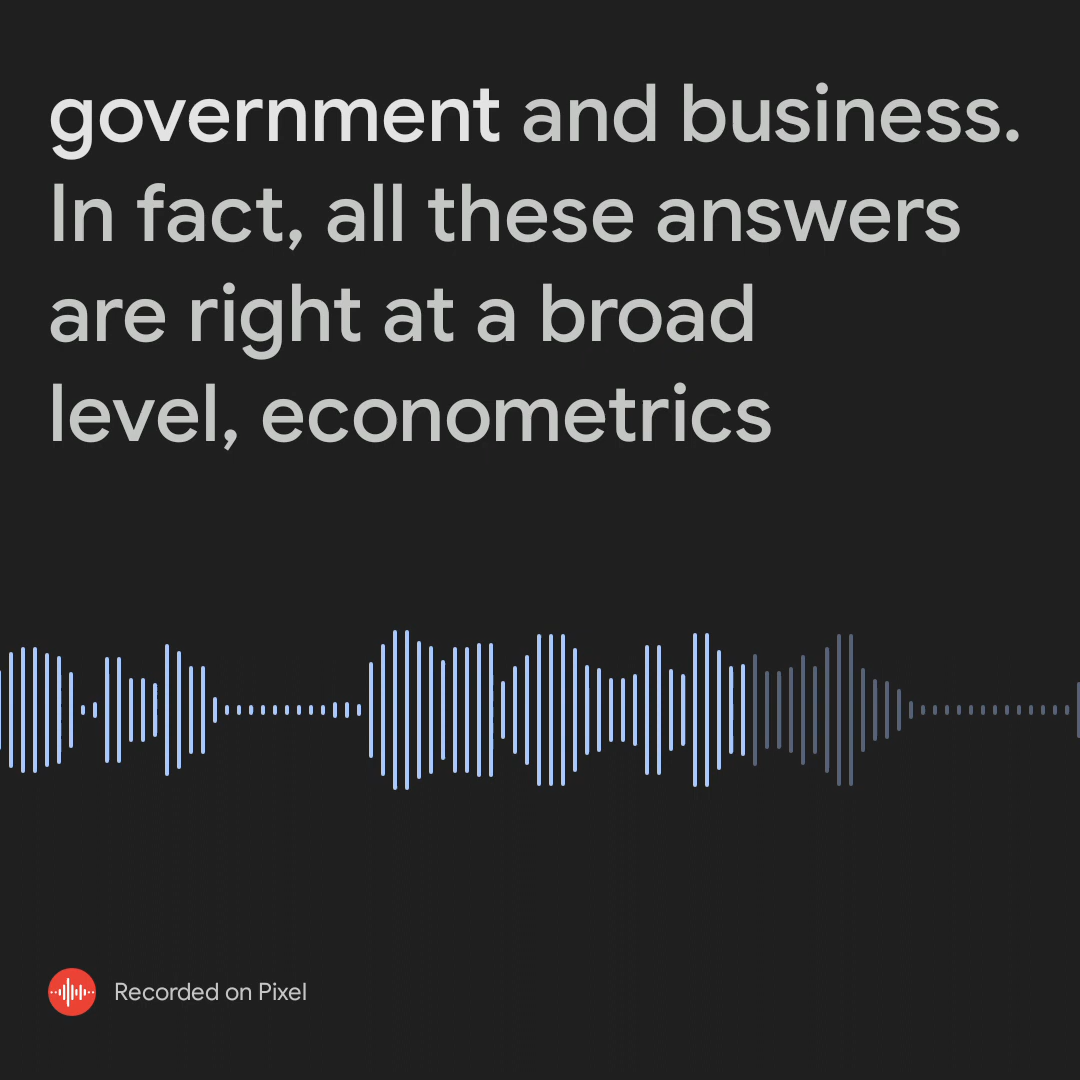 government and business.
In fact, all these answers
are right at a broad
level, econometrics
Recorded on Pixel